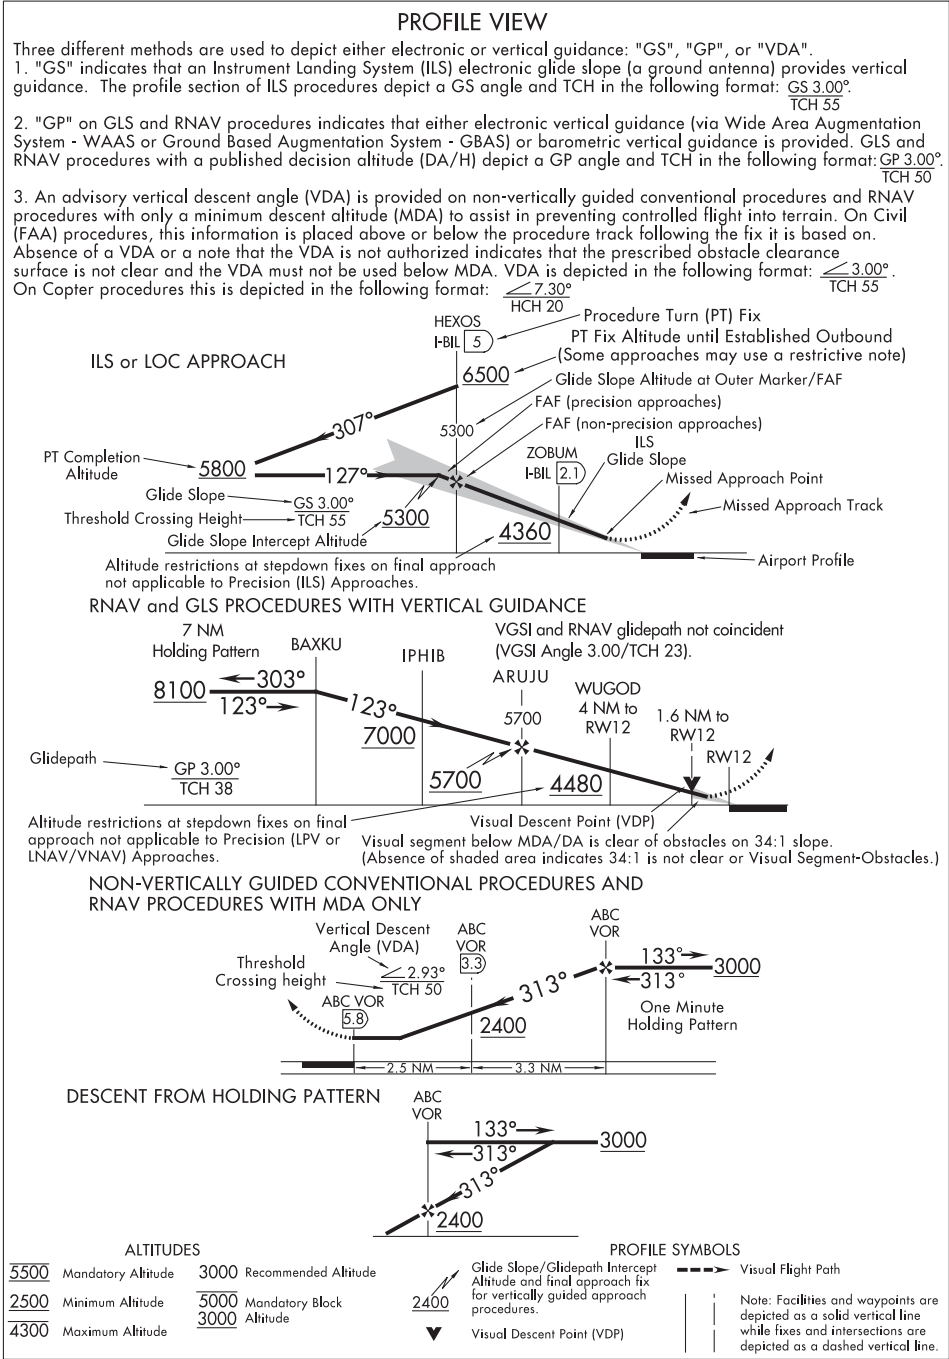 PROFILE VIEW
Three different methods are used to depict either electronic or vertical guidance: "GS", "GP", or "VDA".
1. "GS" indicates that an Instrument Landing System (ILS) electronic glide slope (a ground antenna) provides vertical
guidance. The profile section of ILS procedures depict a GS angle and TCH in the following format: GS 3.00°.
TCH 55
2. "GP" on GLS and RNAV procedures indicates that either electronic vertical guidance (via Wide Area Augmentation
System - WAAS or Ground Based Augmentation System - GBAS) or barometric vertical guidance is provided. GLS and
RNAV procedures with a published decision altitude (DA/H) depict a GP angle and TCH in the following format: GP 3.00°.
TCH 50
3. An advisory vertical descent angle (VDA) is provided on non-vertically guided conventional procedures and RNAV
procedures with only a minimum descent altitude (MDA) to assist in preventing controlled flight into terrain. On Civil
(FAA) procedures, this information is placed above or below the procedure track following the fix it is based on.
Absence of a VDA or a note that the VDA is not authorized indicates that the prescribed obstacle clearance
surface is not clear and the VDA must not be used below MDA. VDA is depicted in the following format: 3.00°.
TCH 55
On Copter procedures this is depicted in the following format: 7.30°
HCH 20
ILS or LOC APPROACH
HEXOS
I-BIL 5
Procedure Turn (PT) Fix
PT Fix Altitude until Established Outbound
(Some approaches may use a restrictive note)
6500
Glide Slope Altitude at Outer Marker/FAF
FAF (precision approaches)
FAF (non-precision approaches)
307°
5300
ZOBUM
I-BIL 2.1
ILS
Glide Slope
PT Completion
Altitude
5800
127°
Missed Approach Point
Missed Approach Track
Glide Slope
GS 3.00°
TCH 55
Threshold Crossing Height
5300
Glide Slope Intercept Altitude
4360
Airport Profile
Altitude restrictions at stepdown fixes on final approach
not applicable to Precision (ILS) Approaches.
RNAV and GLS PROCEDURES WITH VERTICAL GUIDANCE
7 NM
Holding Pattern
BAXKU
IPHIB
VGSI and RNAV glidepath not coincident
(VGSI Angle 3.00/TCH 23).
ARUJU
WUGOD
4 NM to
RW12
1.6 NM to
RW12
RW12
8100
303°
123°
123°
7000
5700
5700
4480
Glidepath
GP 3.00°
TCH 38
Visual Descent Point (VDP)
Altitude restrictions at stepdown fixes on final
approach not applicable to Precision (LPV or
LNAV/VNAV) Approaches.
Visual segment below MDA/DA is clear of obstacles on 34:1 slope.
(Absence of shaded area indicates 34:1 is not clear or Visual Segment-Obstacles.)
NON-VERTICALLY GUIDED CONVENTIONAL PROCEDURES AND
RNAV PROCEDURES WITH MDA ONLY
Vertical Descent
Angle (VDA)
ABC
VOR
3.3
ABC
VOR
Threshold
Crossing height
2.93°
TCH 50
ABC VOR
5.8
313°
133°
313°
3000
2400
One Minute
Holding Pattern
2.5 NM
3.3 NM
DESCENT FROM HOLDING PATTERN
ABC
VOR
133°
313°
3000
313°
2400
ALTITUDES
5500 Mandatory Altitude
2500 Minimum Altitude
4300 Maximum Altitude
3000 Recommended Altitude
5000 Mandatory Block
3000 Altitude
PROFILE SYMBOLS
2400
Glide Slope/Glidepath Intercept
Altitude and final approach fix
for vertically guided approach
procedures.
Visual Descent Point (VDP)
Visual Flight Path
Note: Facilities and waypoints are
depicted as a solid vertical line
while fixes and intersections are
depicted as a dashed vertical line.